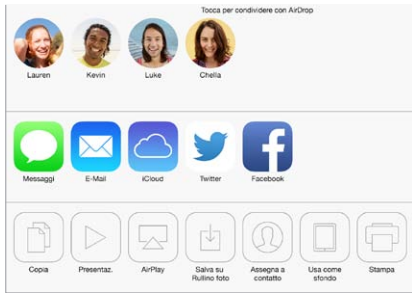 Tocca per condividere con AirDrop
Lauren Kevin Luke Chella
Messaggi E-Mail iCloud Twitter Facebook
Copia Presentaz. AirPlay Salva su Rullino foto Assegna a contatto Usa come sfondo Stampa